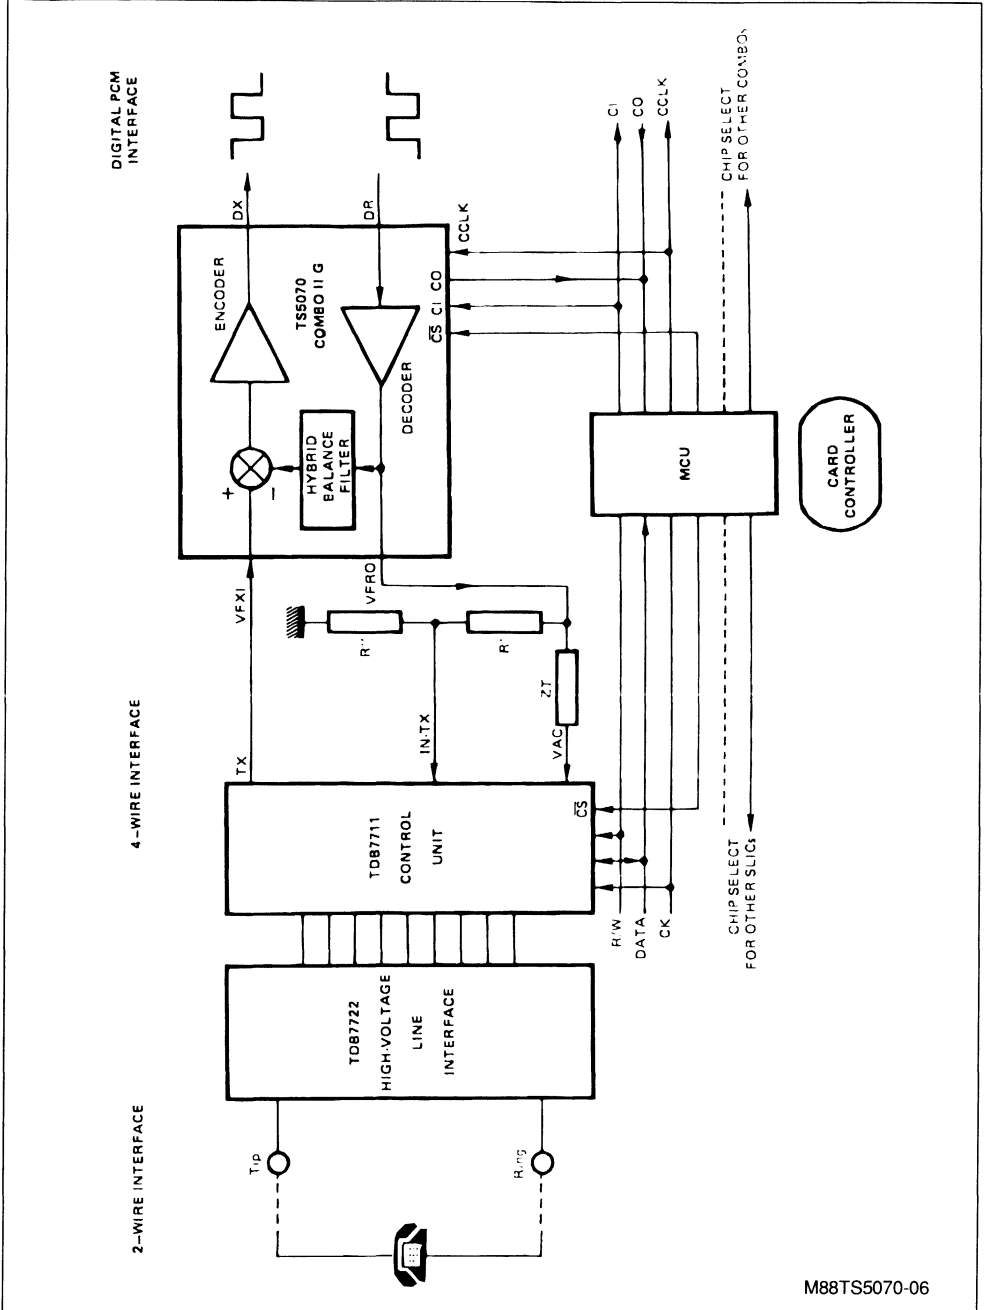 2–WIRE INTERFACE
4–WIRE INTERFACE
DIGITAL PCM
INTERFACE
Tip
Ring
TDB7722
HIGH-VOLTAGE
LINE
INTERFACE
TDB7711
CONTROL
UNIT
TX
IN-TX
VAC
CS
ZT
R''
R'
VFXI
VFRO
+
–
HYBRID
BALANCE
FILTER
ENCODER
TS5070
COMBO II G
DECODER
CS
CI
CO
CCLK
DX
DR
R/W
DATA
CK
MCU
CI
CO
CCLK
CHIP SELECT
FOR OTHER SLICs
CHIP SELECT
FOR OTHER COMBOs
CARD
CONTROLLER
M88TS5070-06